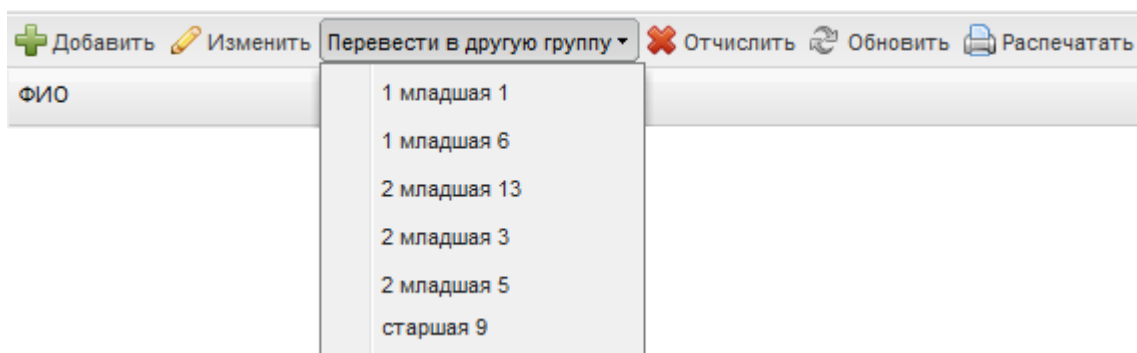 Добавить Изменить Перевести в другую группу Отчислить Обновить Распечатать
ФИО
1 младшая 1
1 младшая 6
2 младшая 13
2 младшая 3
2 младшая 5
старшая 9